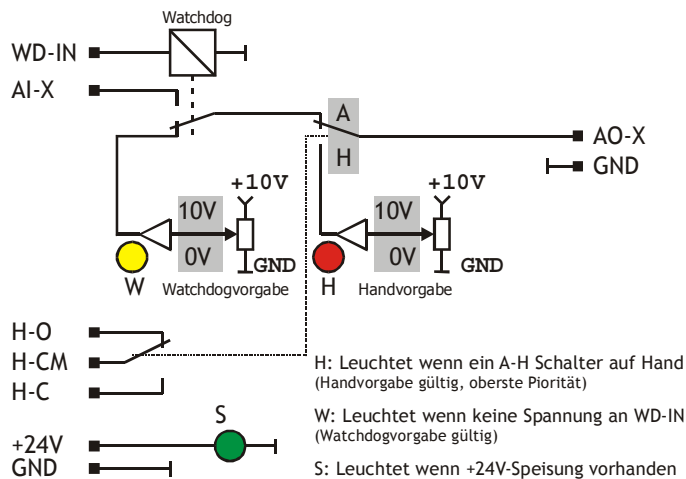 Watchdog
WD-IN
AI-X
A
H
AO-X
GND
+10V
+10V
10V
0V
10V
0V
GND
GND
W
Watchdogvorgabe
H
Handvorgabe
H-O
H-CM
H-C
H: Leuchtet wenn ein A-H Schalter auf Hand
(Handvorgabe gültig, oberste Piorität)
S
W: Leuchtet wenn keine Spannung an WD-IN
(Watchdogvorgabe gültig)
+24V
GND
S: Leuchtet wenn +24V-Speisung vorhanden